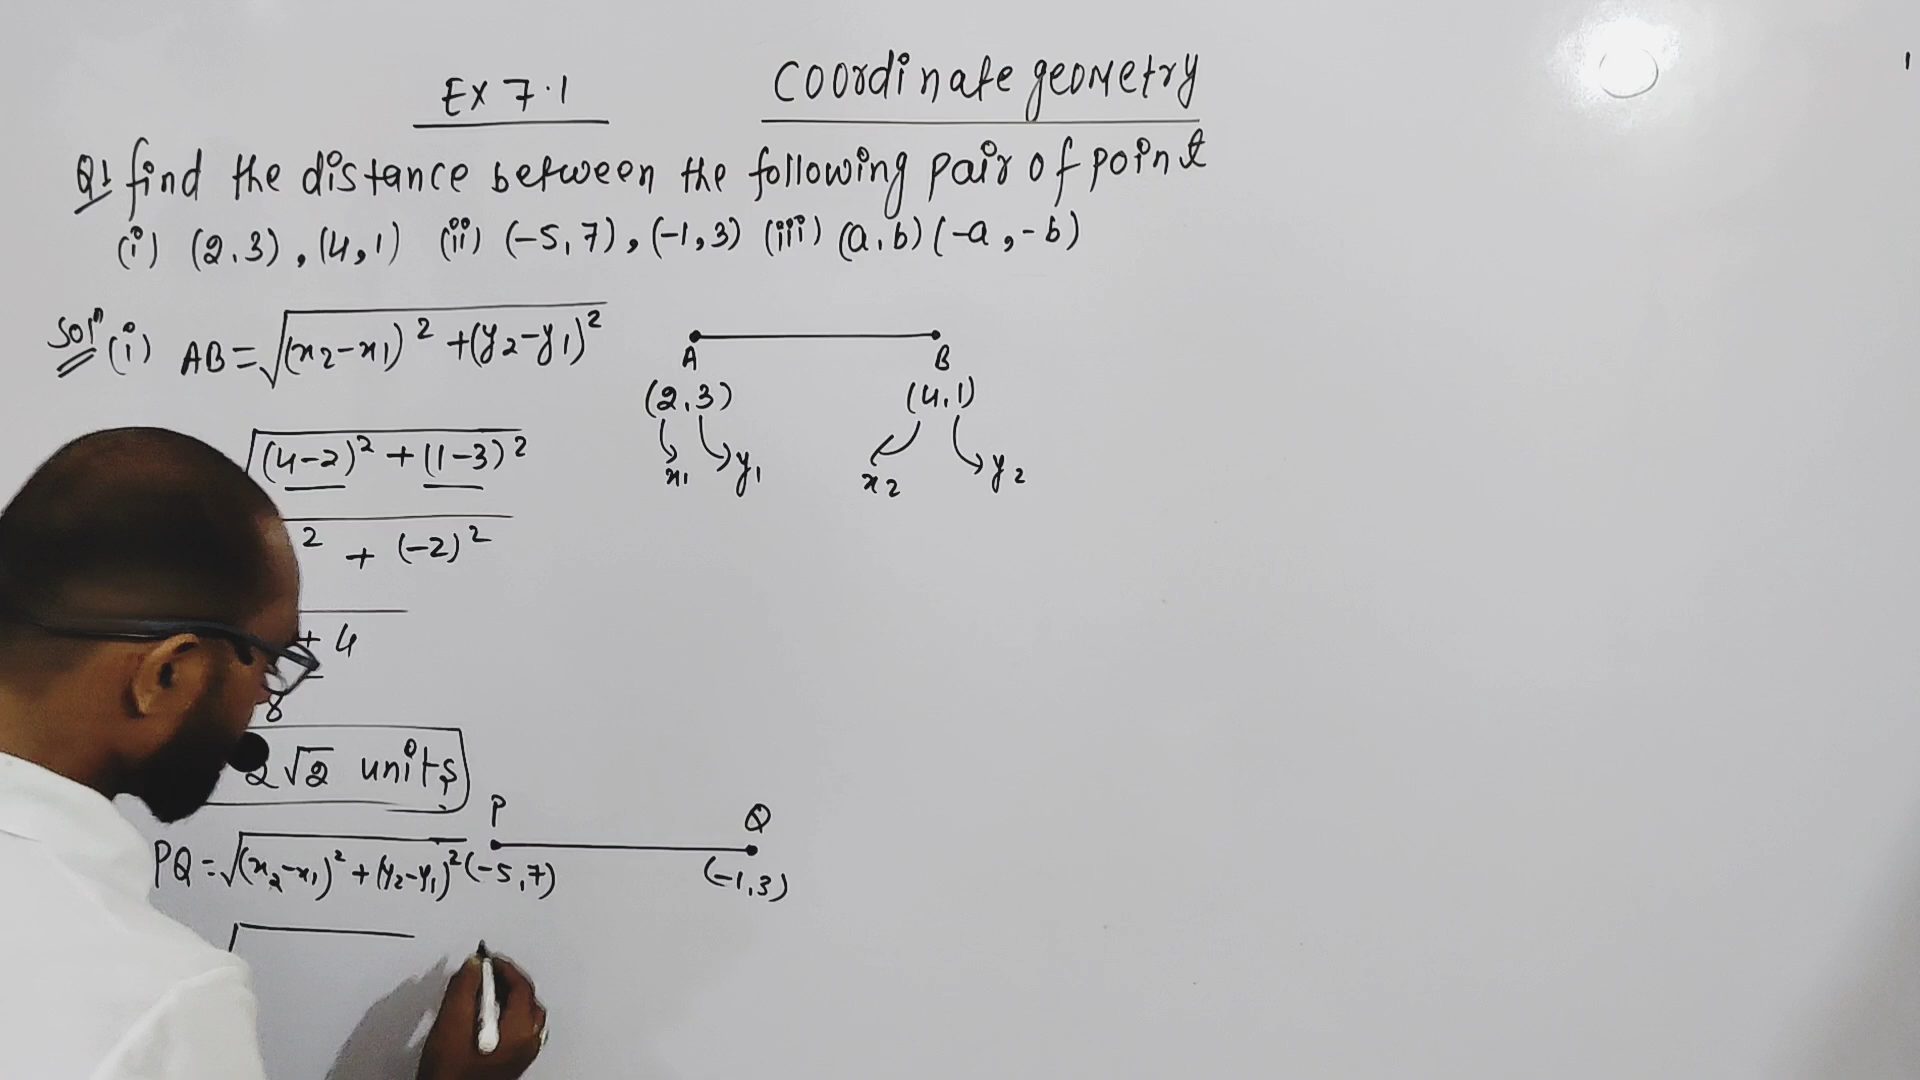 Ex 7.1 Coordinate geometry
Q1 find the distance between the following pair of point
(i) (2,3), (4,1) (ii) (-5,7), (-1,3) (iii) (a,b) (-a,-b)
Solⁿ (i) AB = √(x₂-x₁)² + (y₂-y₁)²
A B
(2,3) (4,1)
√(4-2)² + (1-3)²
x₁ y₁ x₂ y₂
² + (-2)²
+ 4
8
2√2 units
P Q
PQ = √(x₂-x₁)² + (y₂-y₁)² (-5,7) (-1,3)
√